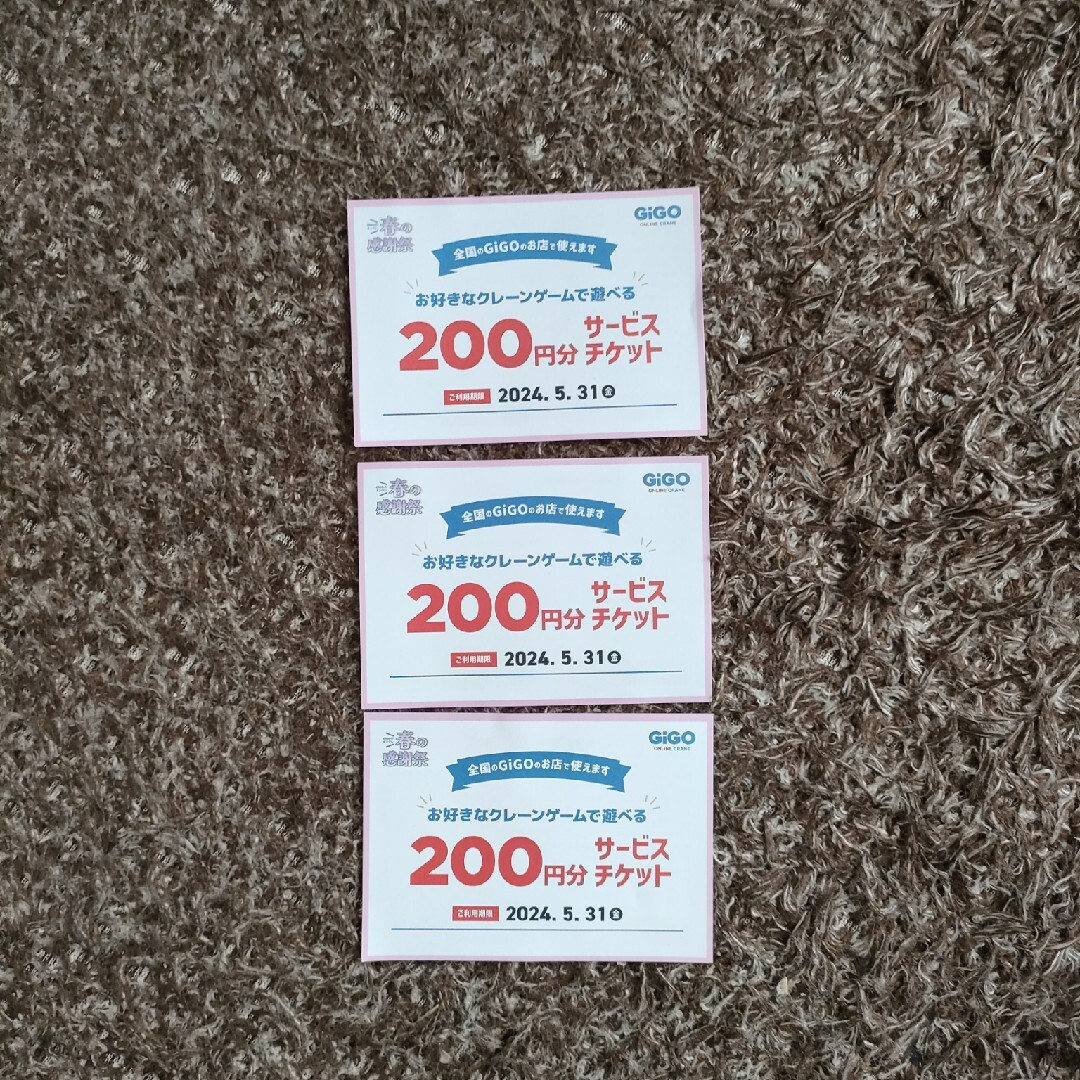 春の
感謝祭
GiGO
ONLINE CRANE
全国のGiGOのお店で使えます
お好きなクレーンゲームで遊べる
200円分 サービス
チケット
ご利用期限 2024. 5. 31金
春の
感謝祭
GiGO
ONLINE CRANE
全国のGiGOのお店で使えます
お好きなクレーンゲームで遊べる
200円分 サービス
チケット
ご利用期限 2024. 5. 31金
春の
感謝祭
GiGO
ONLINE CRANE
全国のGiGOのお店で使えます
お好きなクレーンゲームで遊べる
200円分 サービス
チケット
ご利用期限 2024. 5. 31金